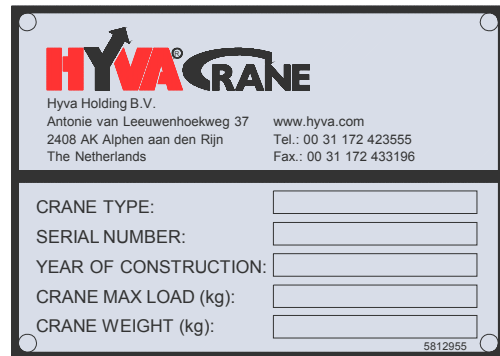 HYVA® CRANE
Hyva Holding B.V.
Antonie van Leeuwenhoekweg 37 www.hyva.com
2408 AK Alphen aan den Rijn Tel.: 00 31 172 423555
The Netherlands Fax.: 00 31 172 433196
CRANE TYPE:
SERIAL NUMBER:
YEAR OF CONSTRUCTION:
CRANE MAX LOAD (kg):
CRANE WEIGHT (kg):
5812955